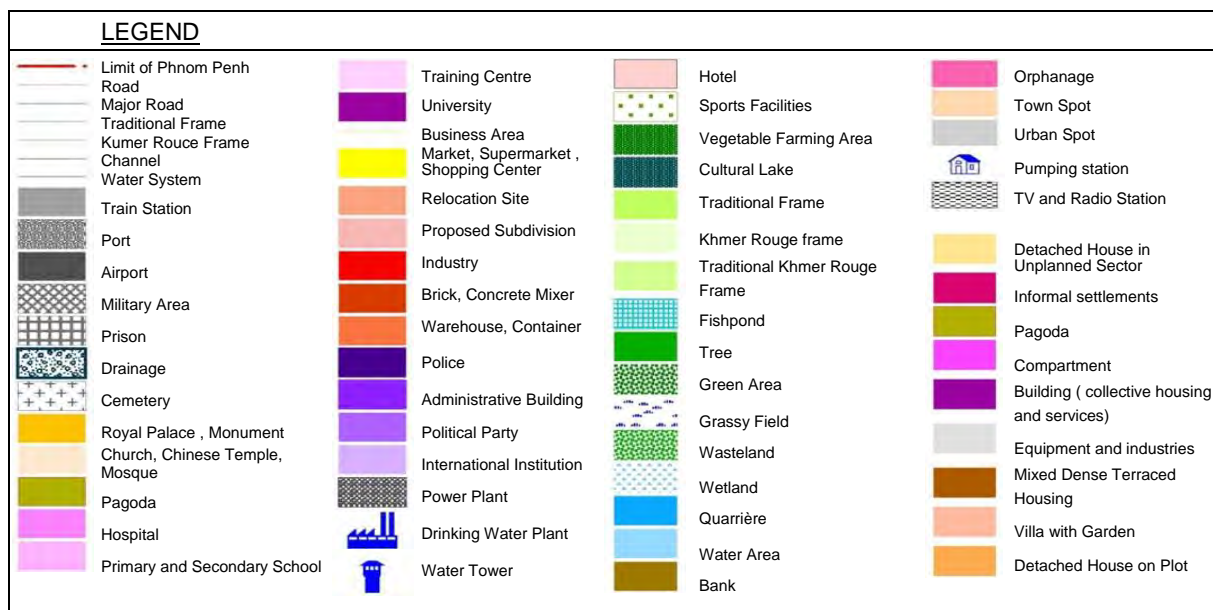 LEGEND
Limit of Phnom Penh
Road
Major Road
Traditional Frame
Kumer Rouce Frame
Channel
Water System
Train Station
Port
Airport
Military Area
Prison
Drainage
Cemetery
Royal Palace , Monument
Church, Chinese Temple,
Mosque
Pagoda
Hospital
Primary and Secondary School
Training Centre
University
Business Area
Market, Supermarket ,
Shopping Center
Relocation Site
Proposed Subdivision
Industry
Brick, Concrete Mixer
Warehouse, Container
Police
Administrative Building
Political Party
International Institution
Power Plant
Drinking Water Plant
Water Tower
Hotel
Sports Facilities
Vegetable Farming Area
Cultural Lake
Traditional Frame
Khmer Rouge frame
Traditional Khmer Rouge
Frame
Fishpond
Tree
Green Area
Grassy Field
Wasteland
Wetland
Quarrière
Water Area
Bank
Orphanage
Town Spot
Urban Spot
Pumping station
TV and Radio Station
Detached House in
Unplanned Sector
Informal settlements
Pagoda
Compartment
Building ( collective housing
and services)
Equipment and industries
Mixed Dense Terraced
Housing
Villa with Garden
Detached House on Plot